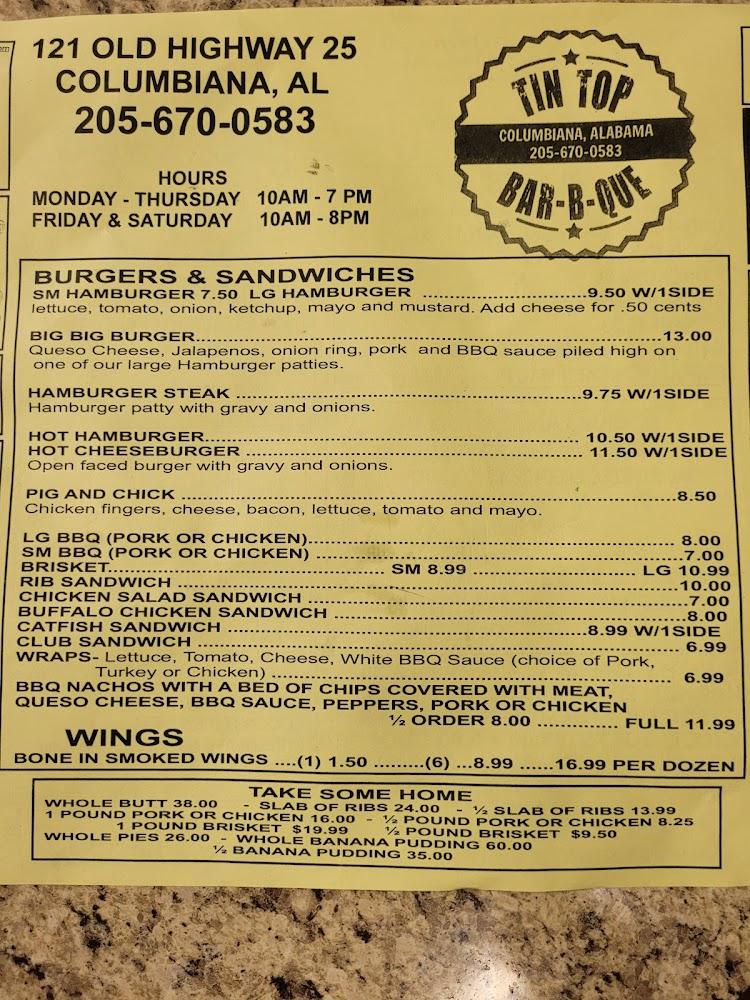 121 OLD HIGHWAY 25
COLUMBIANA, AL
205-670-0583
TIN TOP
COLUMBIANA, ALABAMA
205-670-0583
BAR-B-QUE
HOURS
MONDAY - THURSDAY 10AM - 7 PM
FRIDAY & SATURDAY 10AM - 8PM
BURGERS & SANDWICHES
SM HAMBURGER 7.50 LG HAMBURGER ..............................9.50 W/1SIDE
lettuce, tomato, onion, ketchup, mayo and mustard. Add cheese for .50 cents
BIG BIG BURGER..............................13.00
Queso Cheese, Jalapenos, onion ring, pork and BBQ sauce piled high on
one of our large Hamburger patties.
HAMBURGER STEAK ..............................9.75 W/1SIDE
Hamburger patty with gravy and onions.
HOT HAMBURGER.............................. 10.50 W/1SIDE
HOT CHEESEBURGER .............................. 11.50 W/1SIDE
Open faced burger with gravy and onions.
PIG AND CHICK ..............................8.50
Chicken fingers, cheese, bacon, lettuce, tomato and mayo.
LG BBQ (PORK OR CHICKEN).............................. 8.00
SM BBQ (PORK OR CHICKEN) ..............................7.00
BRISKET.............................. SM 8.99 .............................. LG 10.99
RIB SANDWICH ..............................10.00
CHICKEN SALAD SANDWICH ..............................7.00
BUFFALO CHICKEN SANDWICH ..............................8.00
CATFISH SANDWICH ..............................8.99 W/1SIDE
CLUB SANDWICH .............................. 6.99
WRAPS- Lettuce, Tomato, Cheese, White BBQ Sauce (choice of Pork,
Turkey or Chicken) .............................. 6.99
BBQ NACHOS WITH A BED OF CHIPS COVERED WITH MEAT,
QUESO CHEESE, BBQ SAUCE, PEPPERS, PORK OR CHICKEN
½ ORDER 8.00 .............. FULL 11.99
WINGS
BONE IN SMOKED WINGS ....(1) 1.50 .........(6) ...8.99 ......16.99 PER DOZEN
TAKE SOME HOME
WHOLE BUTT 38.00 - SLAB OF RIBS 24.00 - ½ SLAB OF RIBS 13.99
1 POUND PORK OR CHICKEN 16.00 - ½ POUND PORK OR CHICKEN 8.25
1 POUND BRISKET $19.99 ½ POUND BRISKET $9.50
WHOLE PIES 26.00 - WHOLE BANANA PUDDING 60.00
½ BANANA PUDDING 35.00